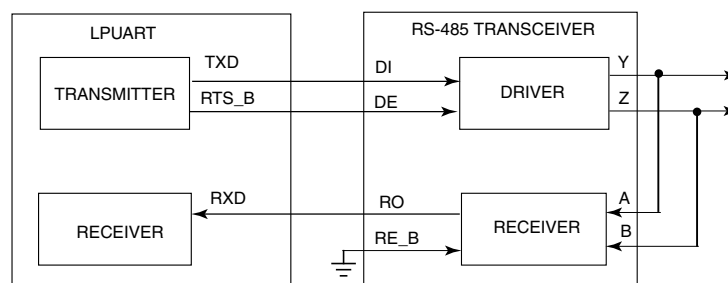 LPUART
RS-485 TRANSCEIVER
TXD
DI
Y
TRANSMITTER
DRIVER
RTS_B
DE
Z
RXD
RO
A
RECEIVER
RECEIVER
RE_B
B